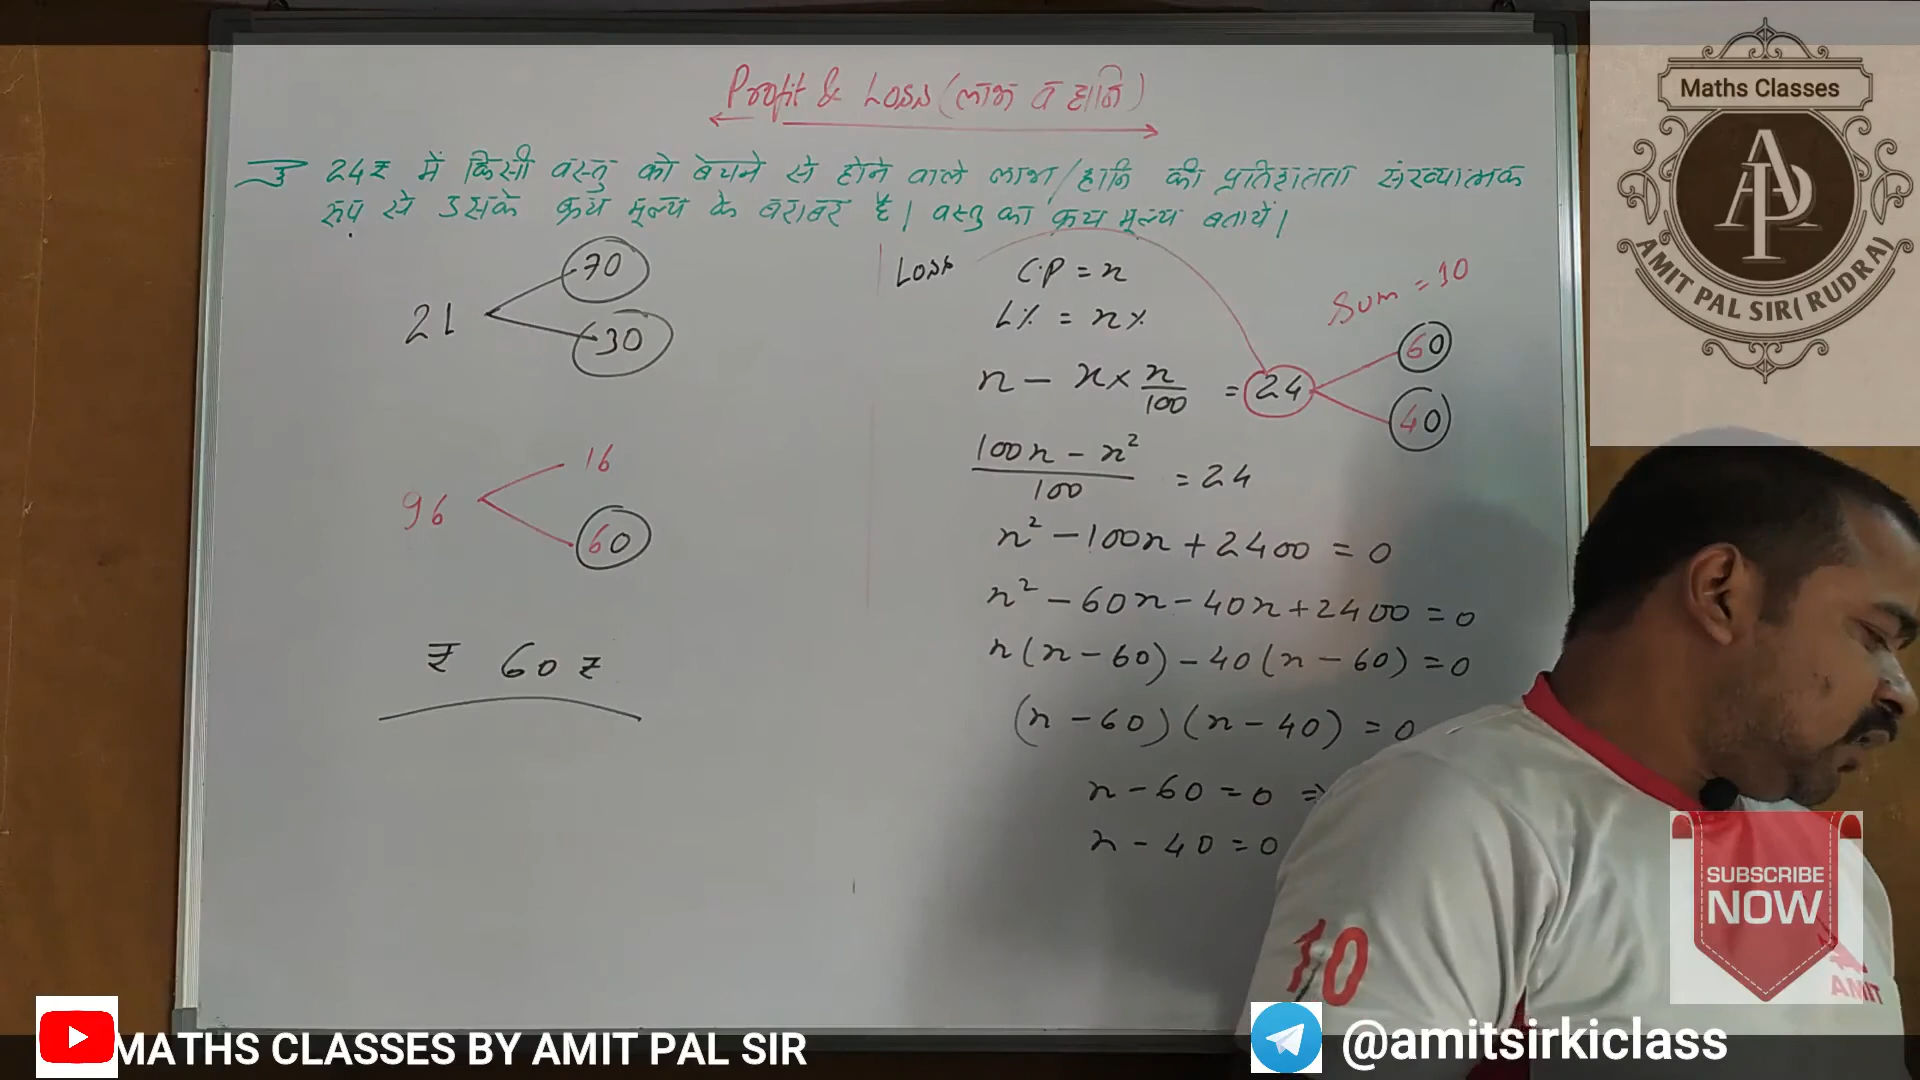 Profit & Loss (लाभ व हानि)
24₹ में किसी वस्तु को बेचने से होने वाले लाभ/हानि की प्रतिशतता संख्यात्मक
रुप से उसके क्रय मूल्य के बराबर है। वस्तु का क्रय मूल्य बतायें।
21
70
30
96
16
60
₹ 60 ₹
Loss
C.P = x
L% = x%
x - x × x/100 = 24
Sum = 10
60
40
100x - x²/100 = 24
x² - 100x + 2400 = 0
x² - 60x - 40x + 2400 = 0
x(x - 60) - 40(x - 60) = 0
(x - 60)(x - 40) = 0
x - 60 = 0 ⇒
x - 40 = 0
Maths Classes
AP
AMIT PAL SIR( RUDRA)
10
SUBSCRIBE
NOW
AMIT
MATHS CLASSES BY AMIT PAL SIR
@amitsirkiclass